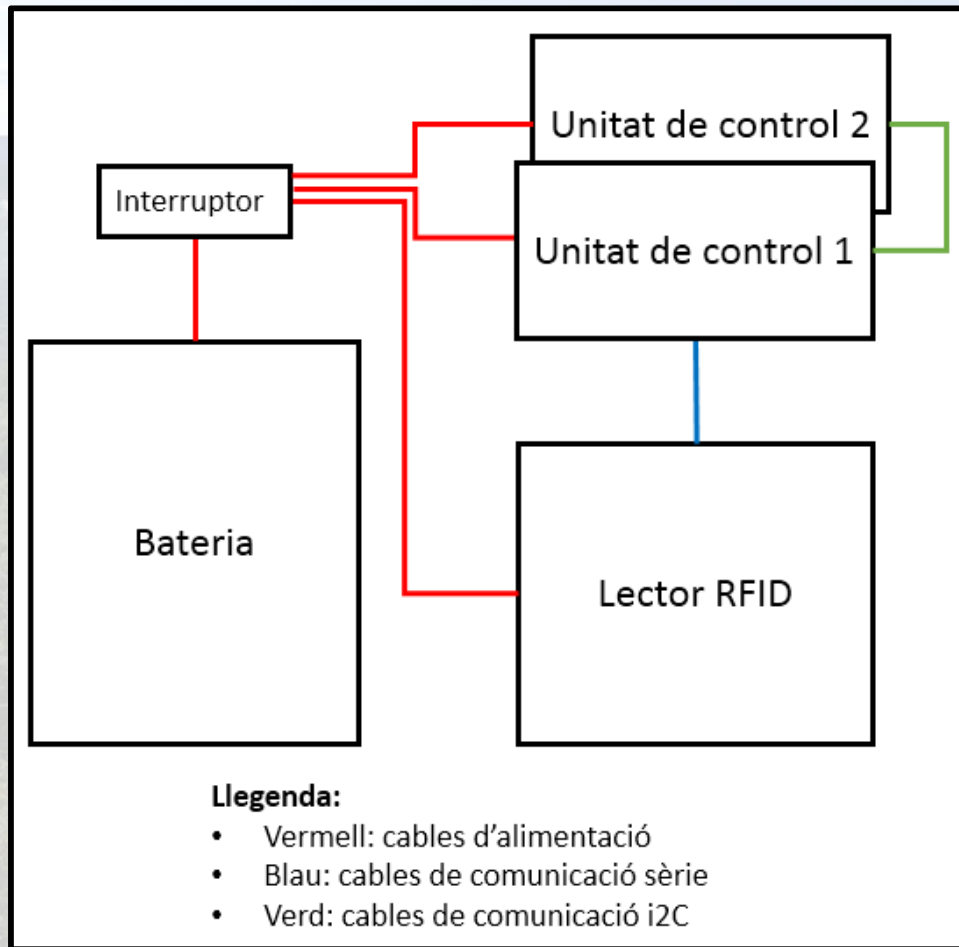 Unitat de control 2
Interruptor
Unitat de control 1
Bateria
Lector RFID
Llegenda:
• Vermell: cables d’alimentació
• Blau: cables de comunicació sèrie
• Verd: cables de comunicació i2C